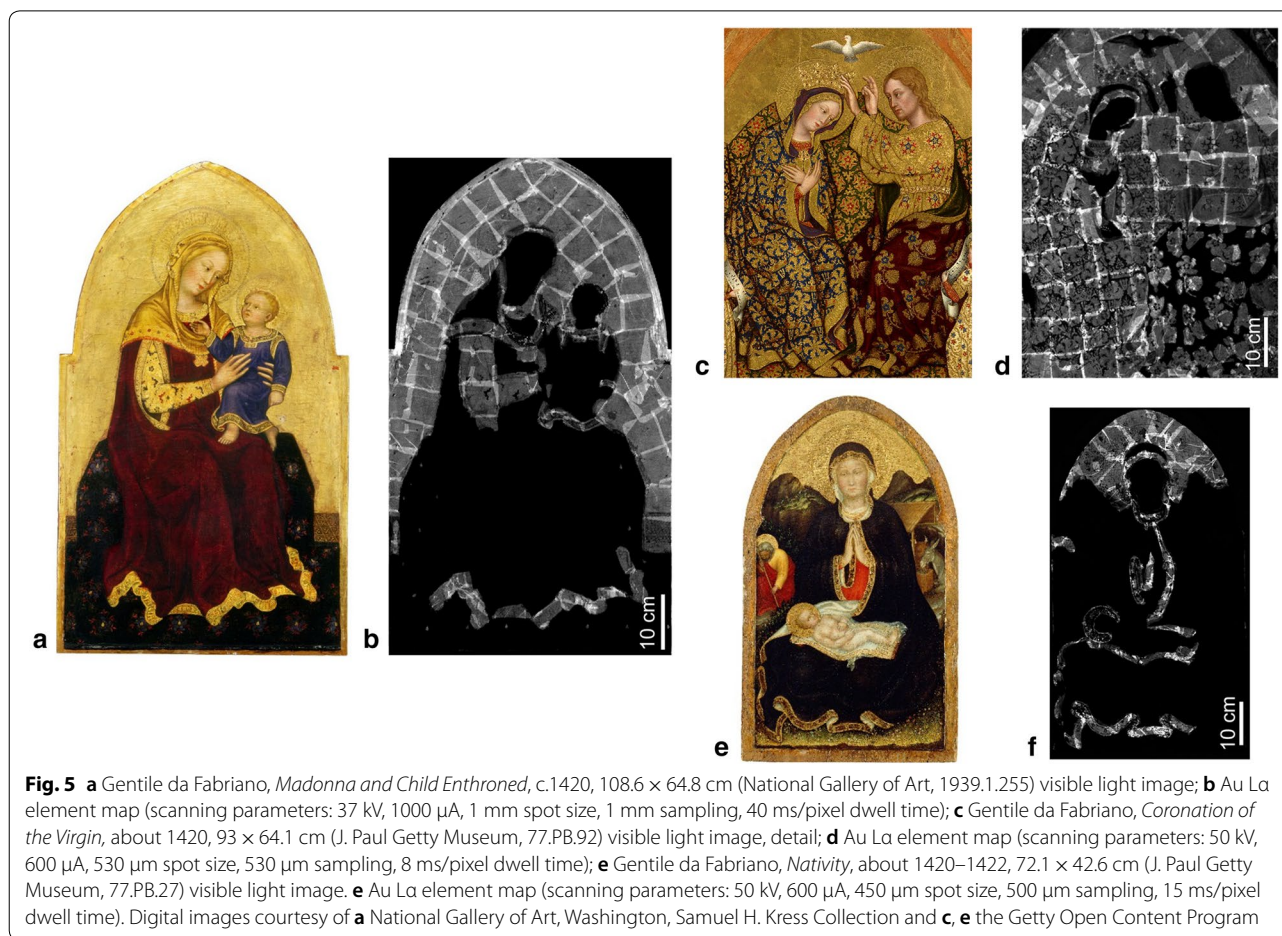 c
d
10 cm
a
b
10 cm
e
f
10 cm
Fig. 5 a Gentile da Fabriano, Madonna and Child Enthroned, c.1420, 108.6 × 64.8 cm (National Gallery of Art, 1939.1.255) visible light image; b Au Lα
element map (scanning parameters: 37 kV, 1000 μA, 1 mm spot size, 1 mm sampling, 40 ms/pixel dwell time); c Gentile da Fabriano, Coronation of
the Virgin, about 1420, 93 × 64.1 cm (J. Paul Getty Museum, 77.PB.92) visible light image, detail; d Au Lα element map (scanning parameters: 50 kV,
600 μA, 530 μm spot size, 530 μm sampling, 8 ms/pixel dwell time); e Gentile da Fabriano, Nativity, about 1420–1422, 72.1 × 42.6 cm (J. Paul Getty
Museum, 77.PB.27) visible light image. e Au Lα element map (scanning parameters: 50 kV, 600 μA, 450 μm spot size, 500 μm sampling, 15 ms/pixel
dwell time). Digital images courtesy of a National Gallery of Art, Washington, Samuel H. Kress Collection and c, e the Getty Open Content Program